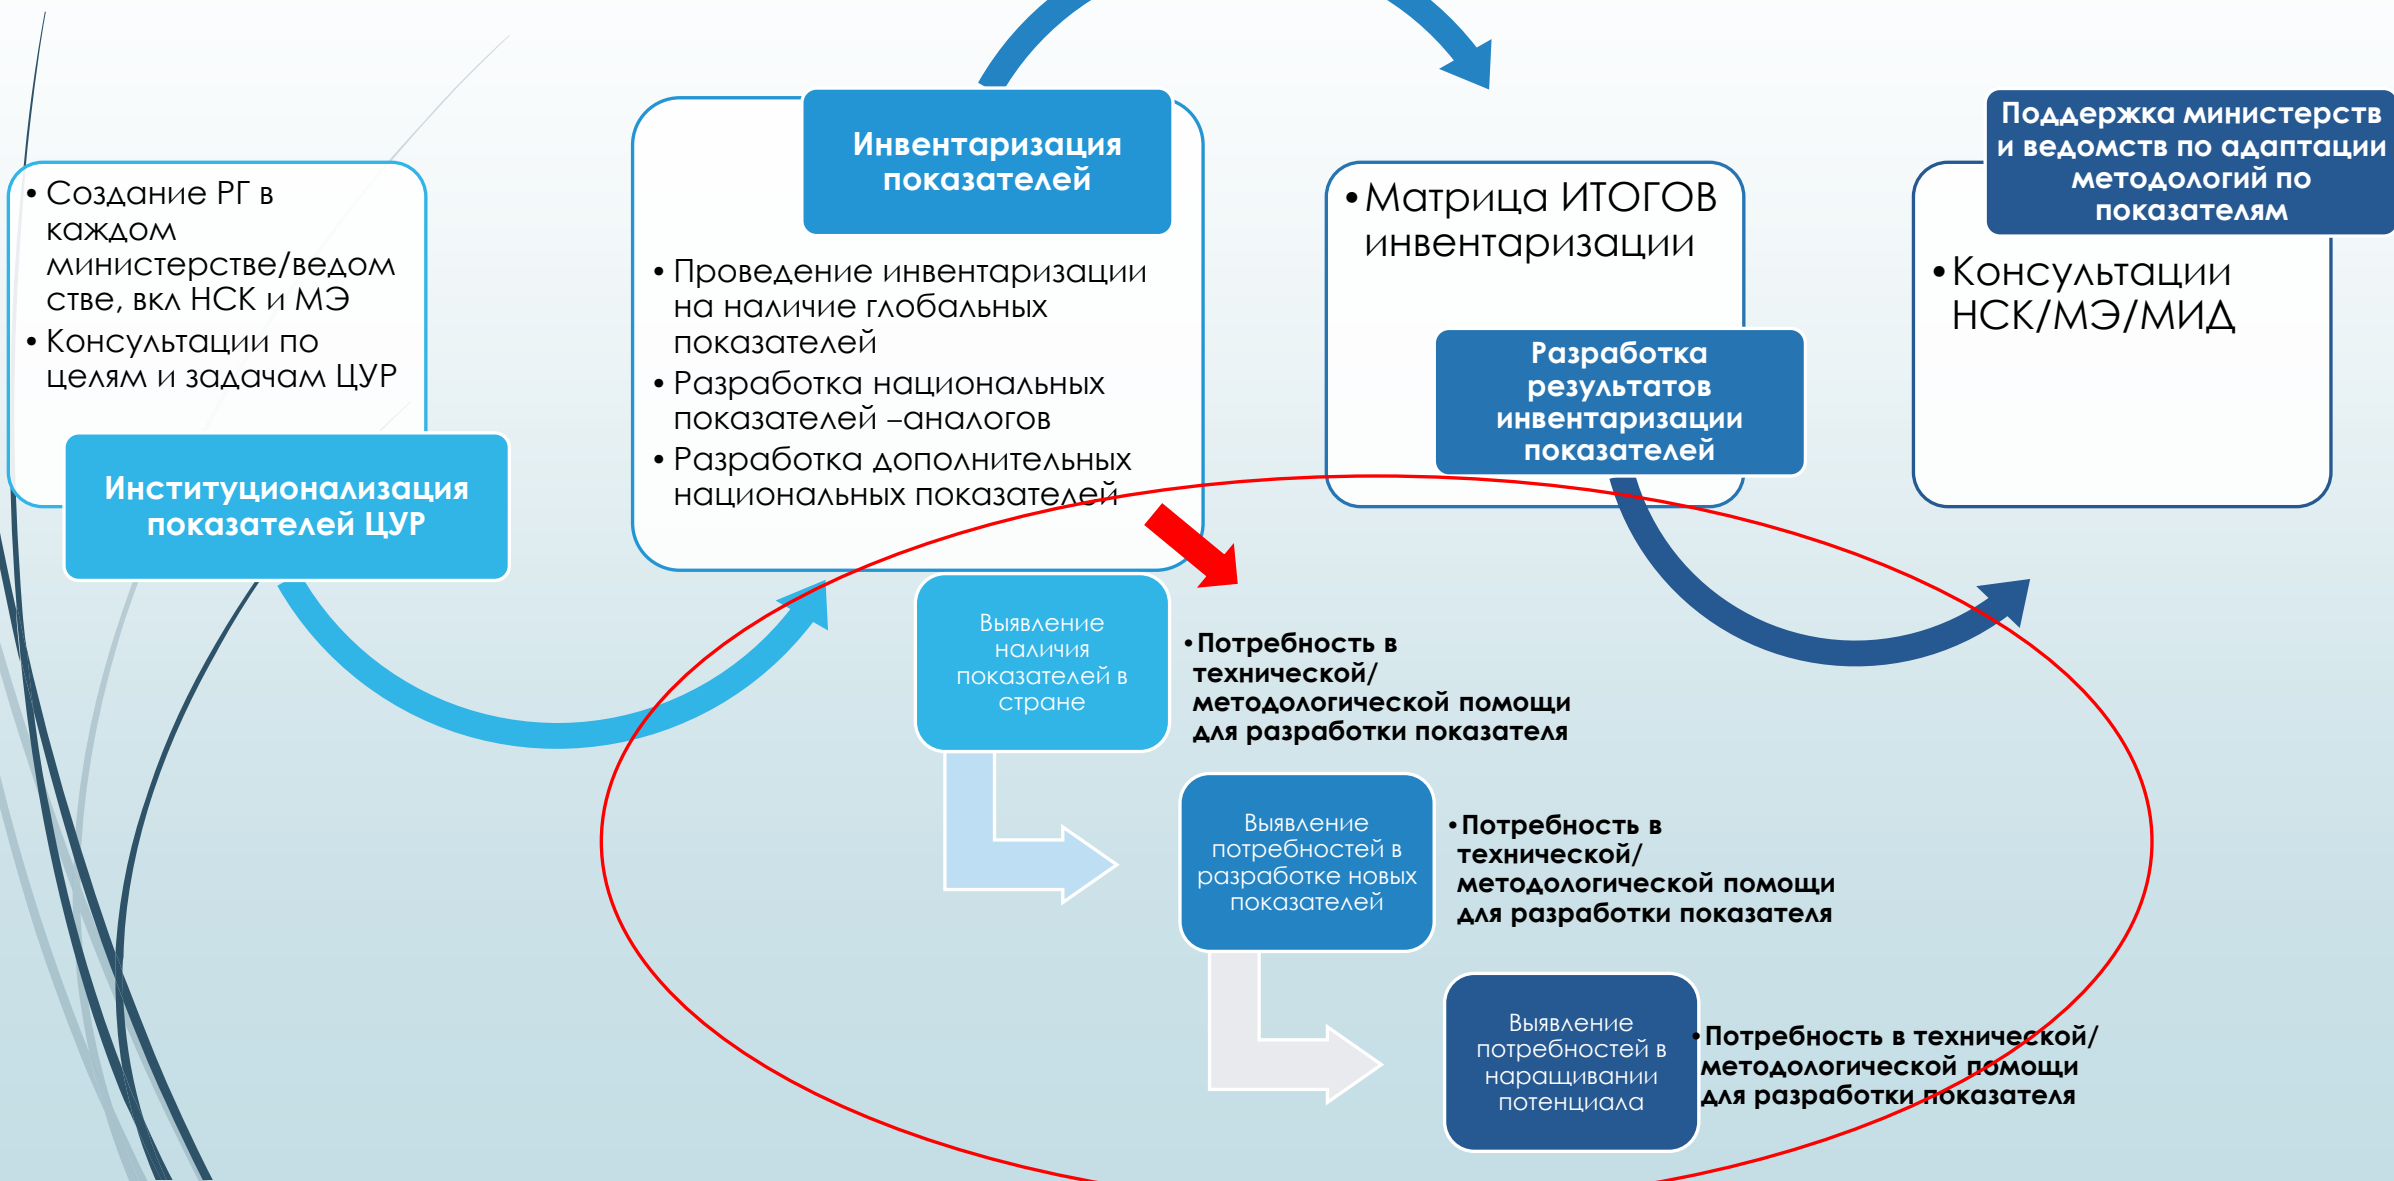 • Создание РГ в
каждом
министерстве/ведом
стве, вкл НСК и МЭ
• Консультации по
целям и задачам ЦУР
Институционализация
показателей ЦУР
Инвентаризация
показателей
• Проведение инвентаризации
на наличие глобальных
показателей
• Разработка национальных
показателей –аналогов
• Разработка дополнительных
национальных показателей
•Матрица ИТОГОВ
инвентаризации
Разработка
результатов
инвентаризации
показателей
Поддержка министерств
и ведомств по адаптации
методологий по
показателям
•Консультации
НСК/МЭ/МИД
Выявление
наличия
показателей в
стране
•Потребность в
технической/
методологической помощи
для разработки показателя
Выявление
потребностей в
разработке новых
показателей
•Потребность в
технической/
методологической помощи
для разработки показателя
Выявление
потребностей в
наращивании
потенциала
•Потребность в технической/
методологической помощи
для разработки показателя